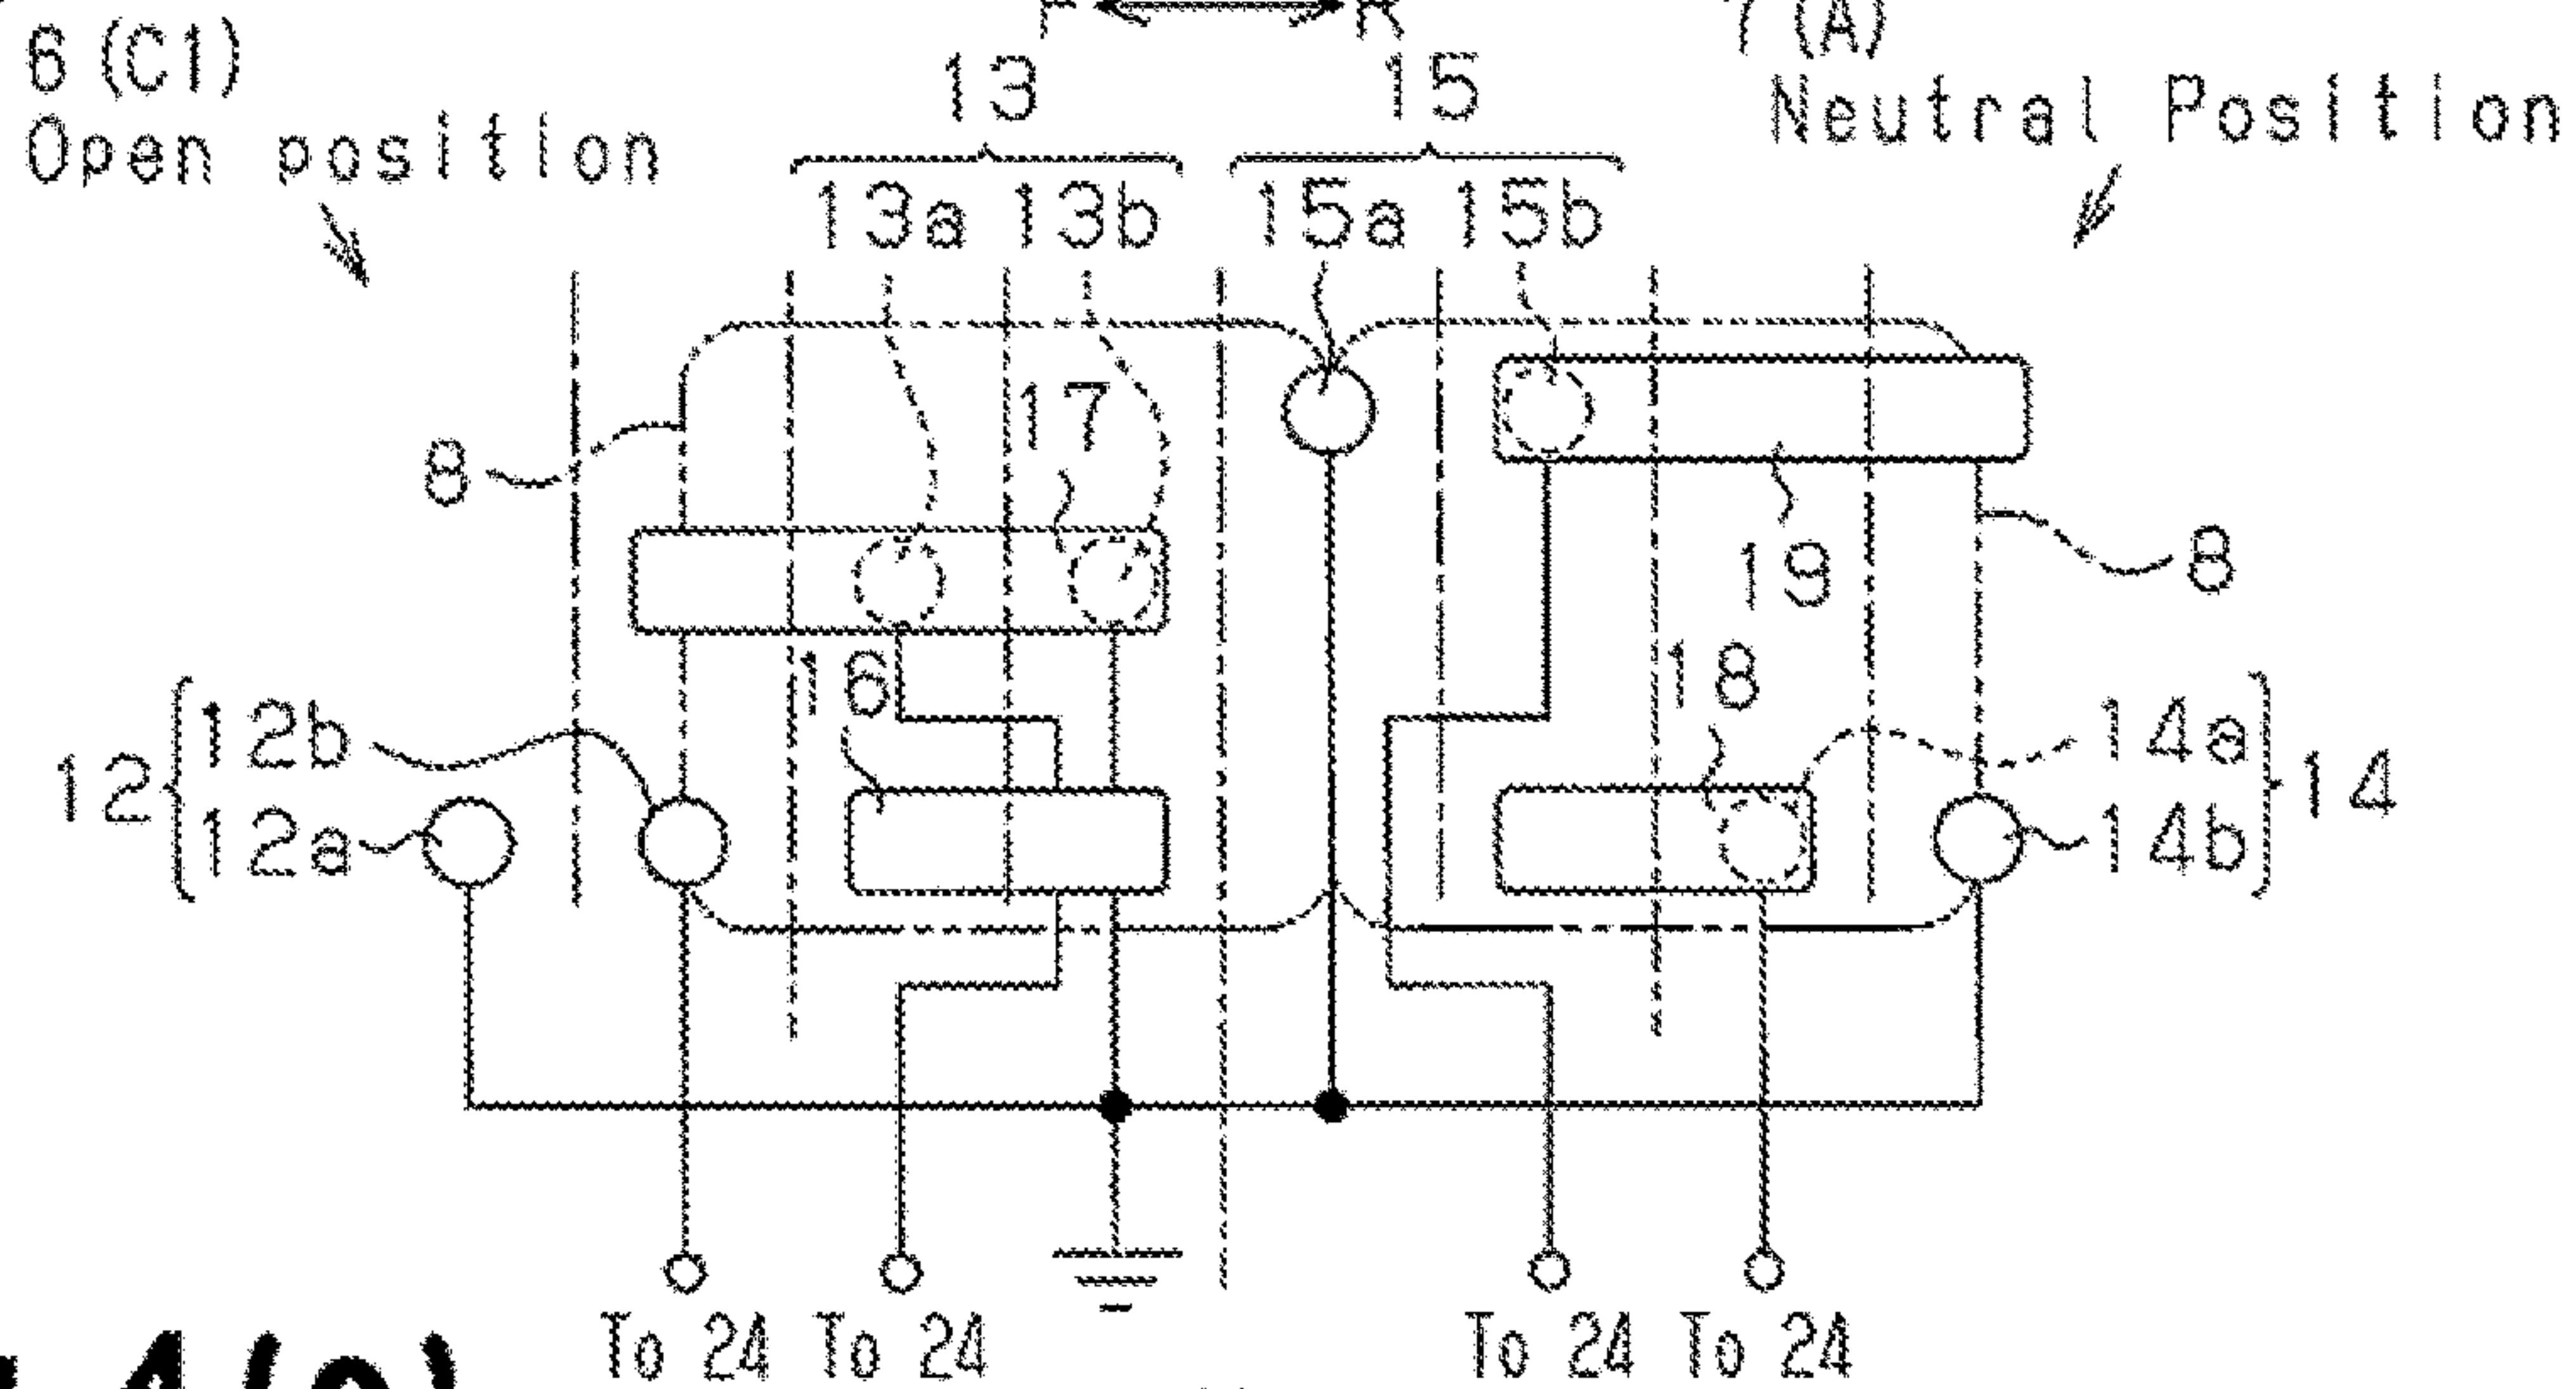 F R
6 (C1) 7 (A)
Open position Neutral Position
13 15
13a 13b 15a 15b
17
8
19 8
16 18
12 12b 14a 14
12a 14b
To 24 To 24 To 24 To 24